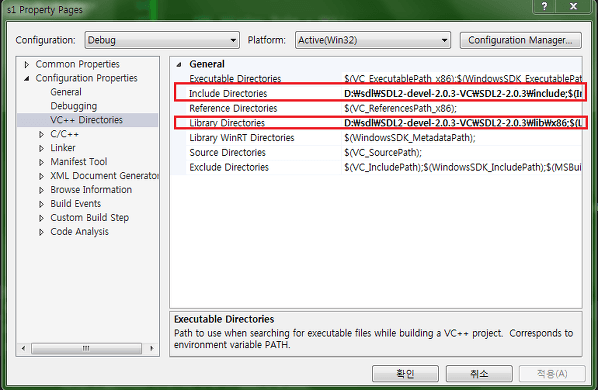 s1 Property Pages
?
Configuration: Debug Platform: Active(Win32) Configuration Manager...
Common Properties
Configuration Properties
General
Debugging
VC++ Directories
C/C++
Linker
Manifest Tool
XML Document Generator
Browse Information
Build Events
Custom Build Step
Code Analysis
General
Executable Directories $(VC_ExecutablePath_x86);$(WindowsSDK_ExecutablePat
Include Directories D:₩sdl₩SDL2-devel-2.0.3-VC₩SDL2-2.0.3₩include;$(In
Reference Directories $(VC_ReferencesPath_x86);
Library Directories D:₩sdl₩SDL2-devel-2.0.3-VC₩SDL2-2.0.3₩lib₩x86;$(L
Library WinRT Directories $(WindowsSDK_MetadataPath);
Source Directories $(VC_SourcePath);
Exclude Directories $(VC_IncludePath);$(WindowsSDK_IncludePath);$(MSBui
Executable Directories
Path to use when searching for executable files while building a VC++ project. Corresponds to
environment variable PATH.
확인 취소 적용(A)